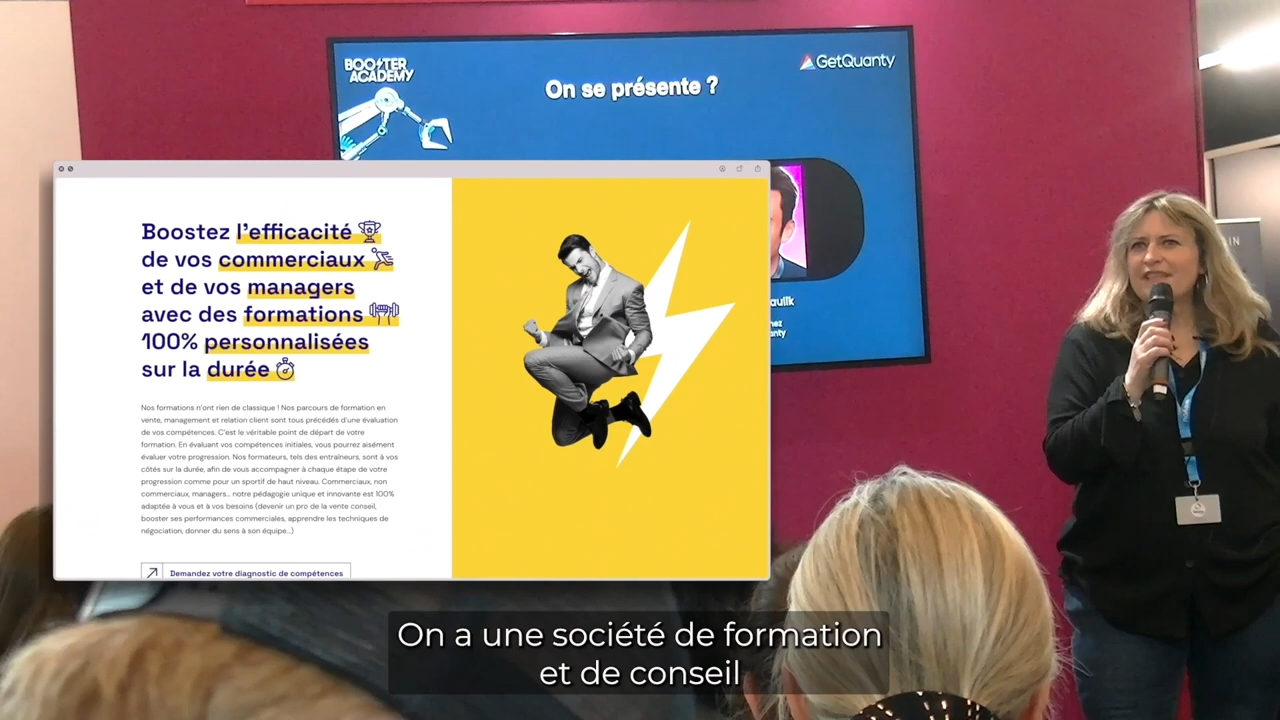 BOOSTER
ACADEMY
GetQuanty
On se présente ?
Boostez l'efficacité
de vos commerciaux
et de vos managers
avec des formations
100% personnalisées
sur la durée
Nos formations n'ont rien de classique ! Nos parcours de formation en
vente, management et relation client sont tous précédés d'une évaluation
de vos compétences. C'est le véritable point de départ de votre
formation. En évaluant vos compétences initiales, vous pourrez aisément
évaluer votre progression. Nos formateurs, tels des entraîneurs, sont à vos
côtés sur la durée, afin de vous accompagner à chaque étape de votre
progression comme pour un sportif de haut niveau. Commerciaux, non
commerciaux, managers... notre pédagogie unique et innovante est 100%
adaptée à vous et à vos besoins (devenir un pro de la vente conseil,
booster ses performances commerciales, apprendre les techniques de
négociation, donner du sens à son équipe...)
Demandez votre diagnostic de compétences
On a une société de formation
et de conseil